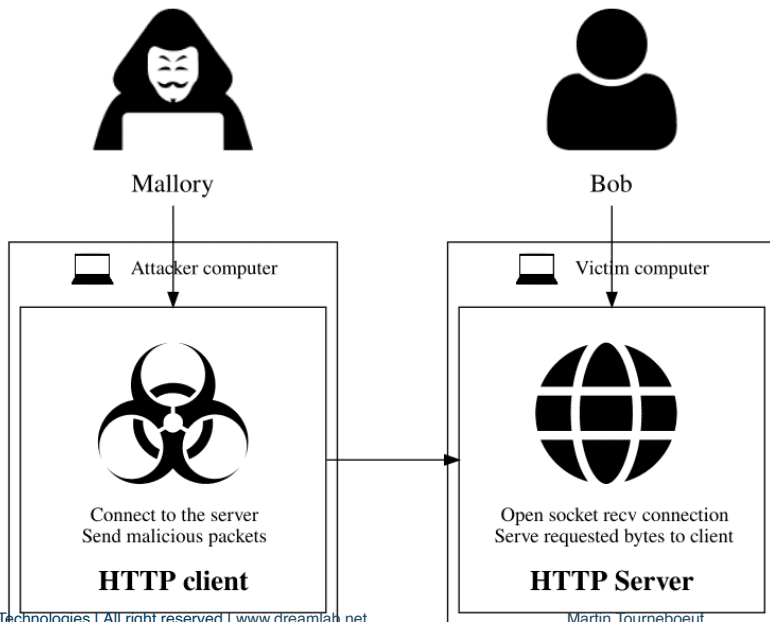 Mallory
Bob
Attacker computer
Victim computer
Connect to the server
Send malicious packets
HTTP client
Open socket recv connection
Serve requested bytes to client
HTTP Server
Technologies | All right reserved | www.dreamlab.net
Martin Tourneboeuf